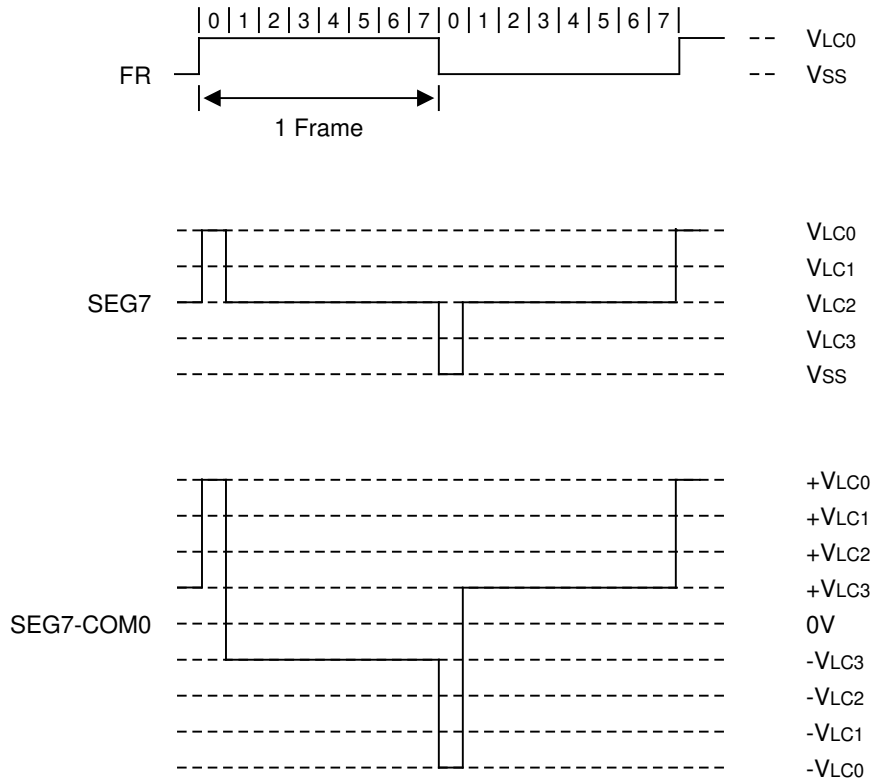 0 1 2 3 4 5 6 7 0 1 2 3 4 5 6 7
VLC0
FR
VSS
1 Frame
VLC0
VLC1
SEG7
VLC2
VLC3
VSS
+VLC0
+VLC1
+VLC2
+VLC3
SEG7-COM0
0V
-VLC3
-VLC2
-VLC1
-VLC0